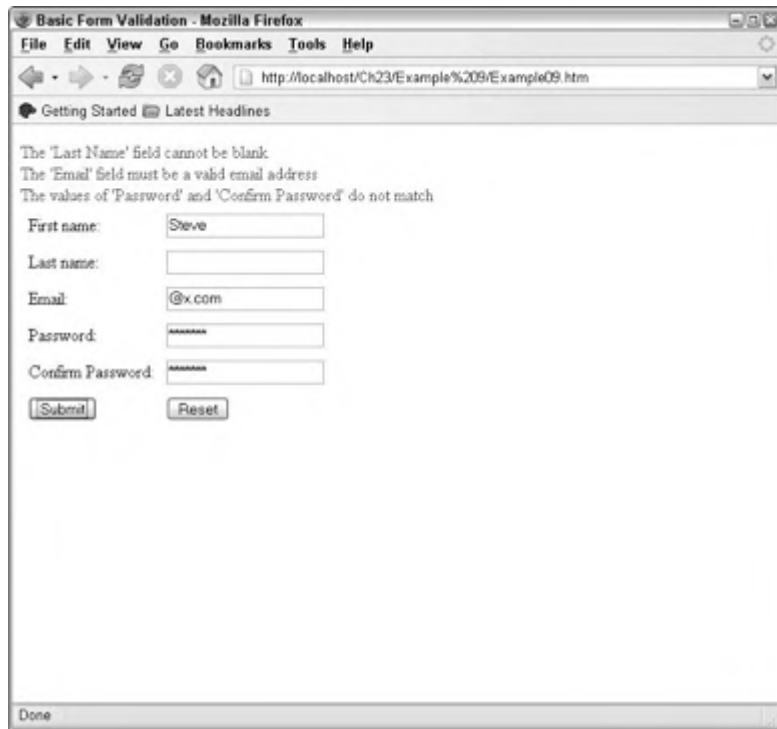 Basic Form Validation - Mozilla Firefox
File Edit View Go Bookmarks Tools Help
http://localhost/Ch23/Example%209/Example09.htm
Getting Started Latest Headlines
The 'Last Name' field cannot be blank
The 'Email' field must be a valid email address
The values of 'Password' and 'Confirm Password' do not match
First name: Steve
Last name:
Email: @x.com
Password: *******
Confirm Password: *******
Submit Reset
Done